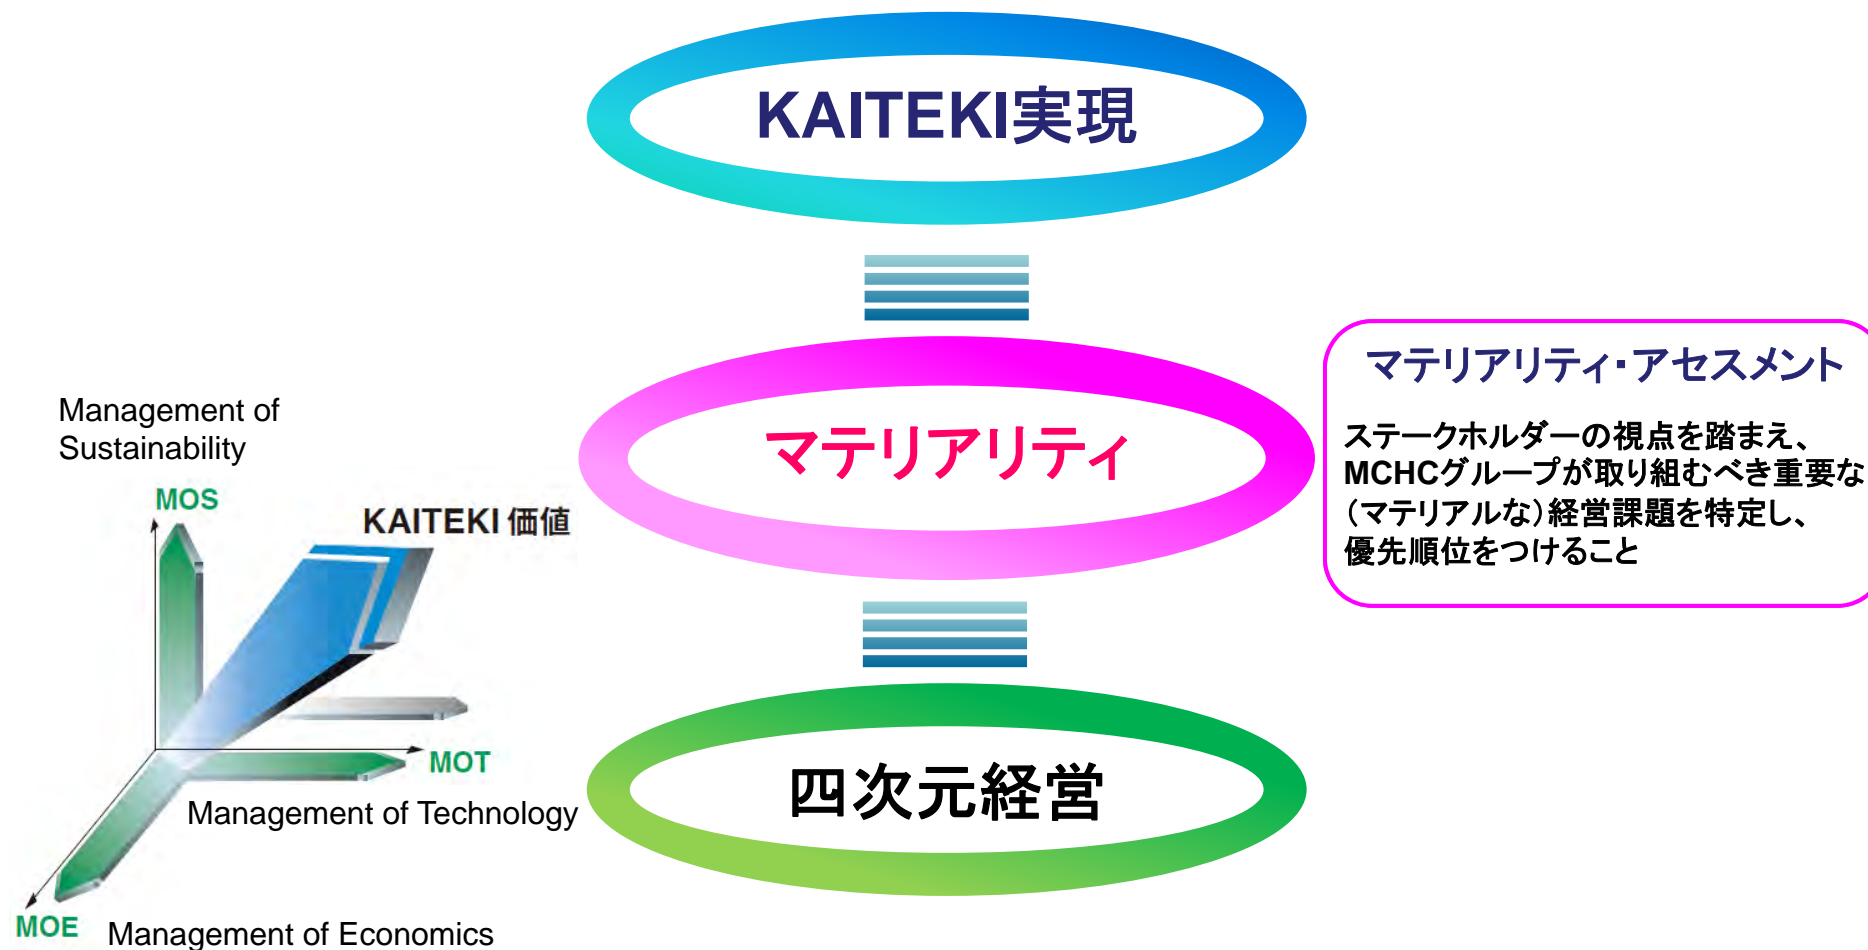 KAITEKI実現
マテリアリティ
四次元経営
マテリアリティ・アセスメント
ステークホルダーの視点を踏まえ、
MCHCグループが取り組むべき重要な
（マテリアルな）経営課題を特定し、
優先順位をつけること
Management of
Sustainability
MOS
KAITEKI 価値
MOT
Management of Technology
MOE
Management of Economics